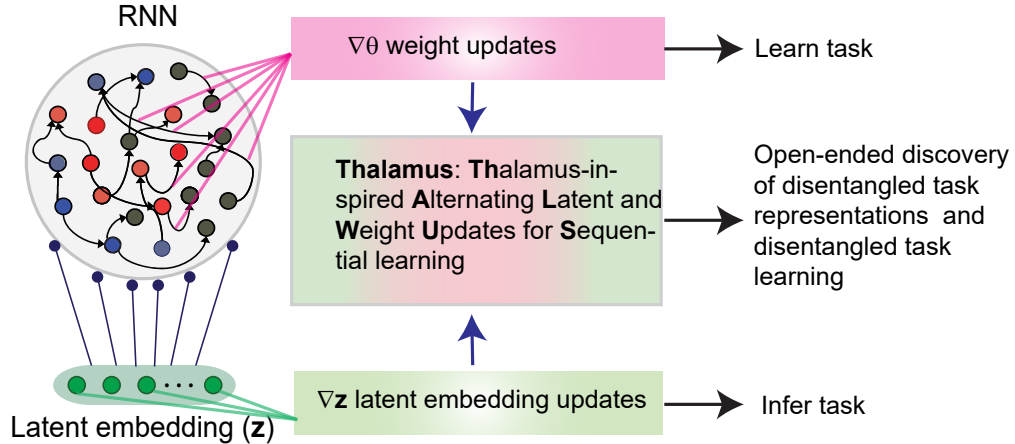 RNN
∇θ weight updates
Learn task
Thalamus: Thalamus-in-
spired Alternating Latent and
Weight Updates for Sequen-
tial learning
Open-ended discovery
of disentangled task
representations and
disentangled task
learning
∇z latent embedding updates
Infer task
Latent embedding (z)